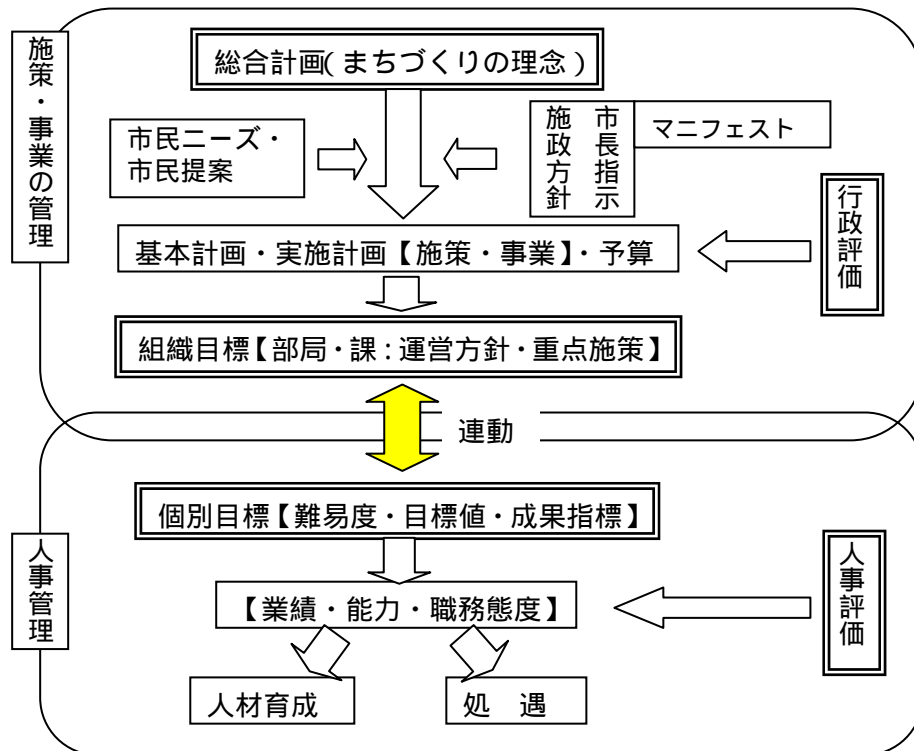 施策・事業の管理
総合計画(まちづくりの理念)
市民ニーズ・
市民提案
市長指示
施政方針
マニフェスト
行政評価
基本計画・実施計画【施策・事業】・予算
組織目標【部局・課:運営方針・重点施策】
連動
人事管理
個別目標【難易度・目標値・成果指標】
人事評価
【業績・能力・職務態度】
人材育成
処　遇